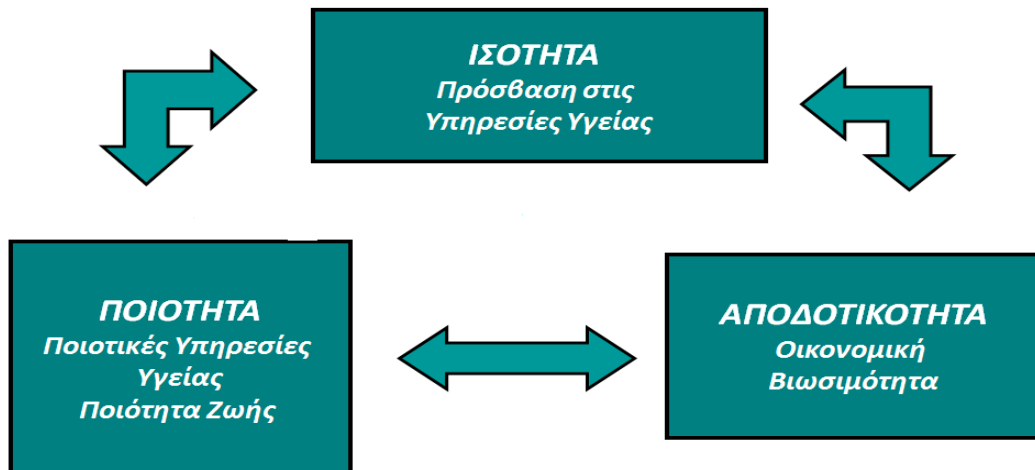 ΙΣΟΤΗΤΑ
Πρόσβαση στις
Υπηρεσίες Υγείας
ΠΟΙΟΤΗΤΑ
Ποιοτικές Υπηρεσίες
Υγείας
Ποιότητα Ζωής
ΑΠΟΔΟΤΙΚΟΤΗΤΑ
Οικονομική
Βιωσιμότητα